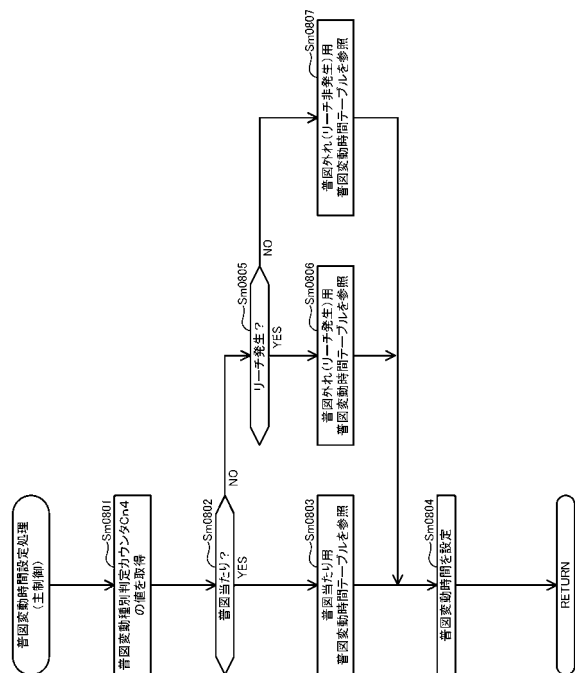 普図変動時間設定処理
(主制御)
Sm0801
普図変動種別判定カウンタCn4
の値を取得
Sm0802
普図当たり?
NO
YES
Sm0805
リーチ発生?
NO
YES
Sm0803
普図当たり用
普図変動時間テーブルを参照
Sm0806
普図外れ(リーチ発生)用
普図変動時間テーブルを参照
Sm0807
普図外れ(リーチ非発生)用
普図変動時間テーブルを参照
Sm0804
普図変動時間を設定
RETURN